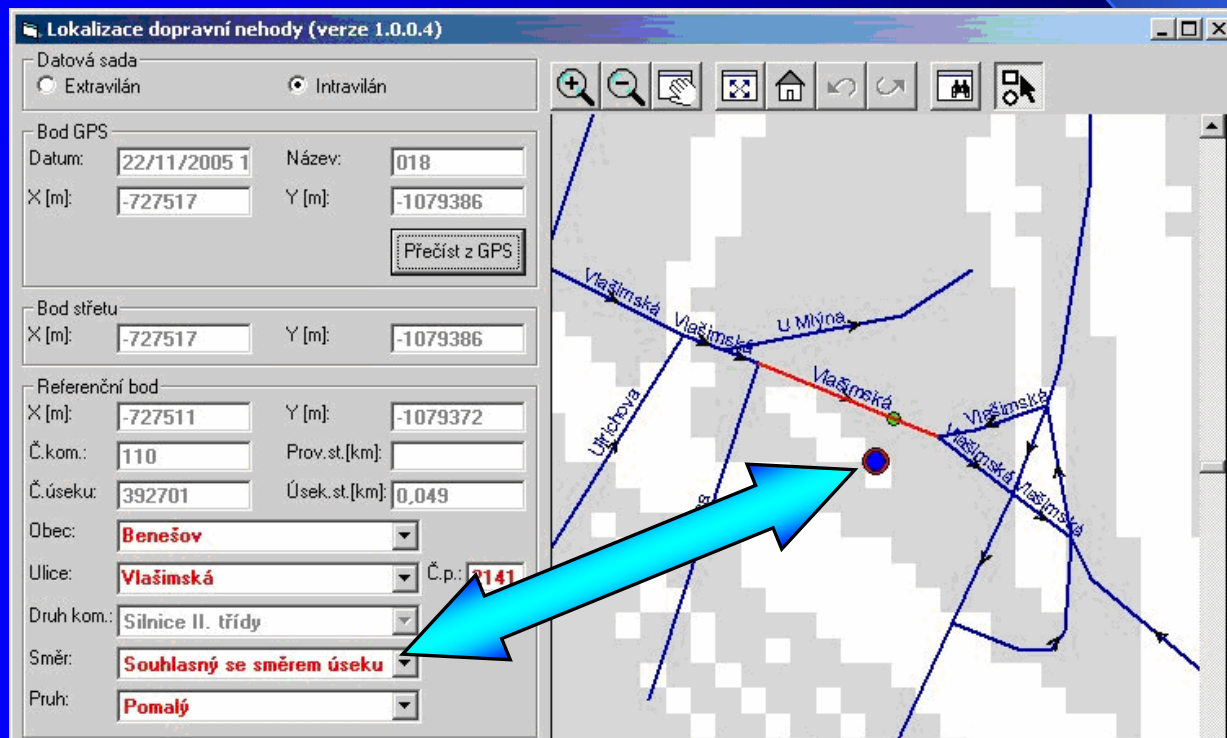 Lokalizace dopravní nehody (verze 1.0.0.4)
Datová sada
Extravilán
Intravilán
Bod GPS
Datum: 22/11/2005 1 Název: 018
X [m]: -727517 Y [m]: -1079386
Přečíst z GPS
Bod střetu
X [m]: -727517 Y [m]: -1079386
Referenční bod
X [m]: -727511 Y [m]: -1079372
Č.kom.: 110 Prov.st.[km]:
Č.úseku: 392701 Úsek.st.[km]: 0,049
Obec: Benešov
Ulice: Vlašimská Č.p.: 2141
Druh kom.: Silnice II. třídy
Směr: Souhlasný se směrem úseku
Pruh: Pomalý
Vlašimská
Vlašimská
U Mlýna
Vlašimská
Ulrichova
Vlašimská
Vlašimská
Vlašimská